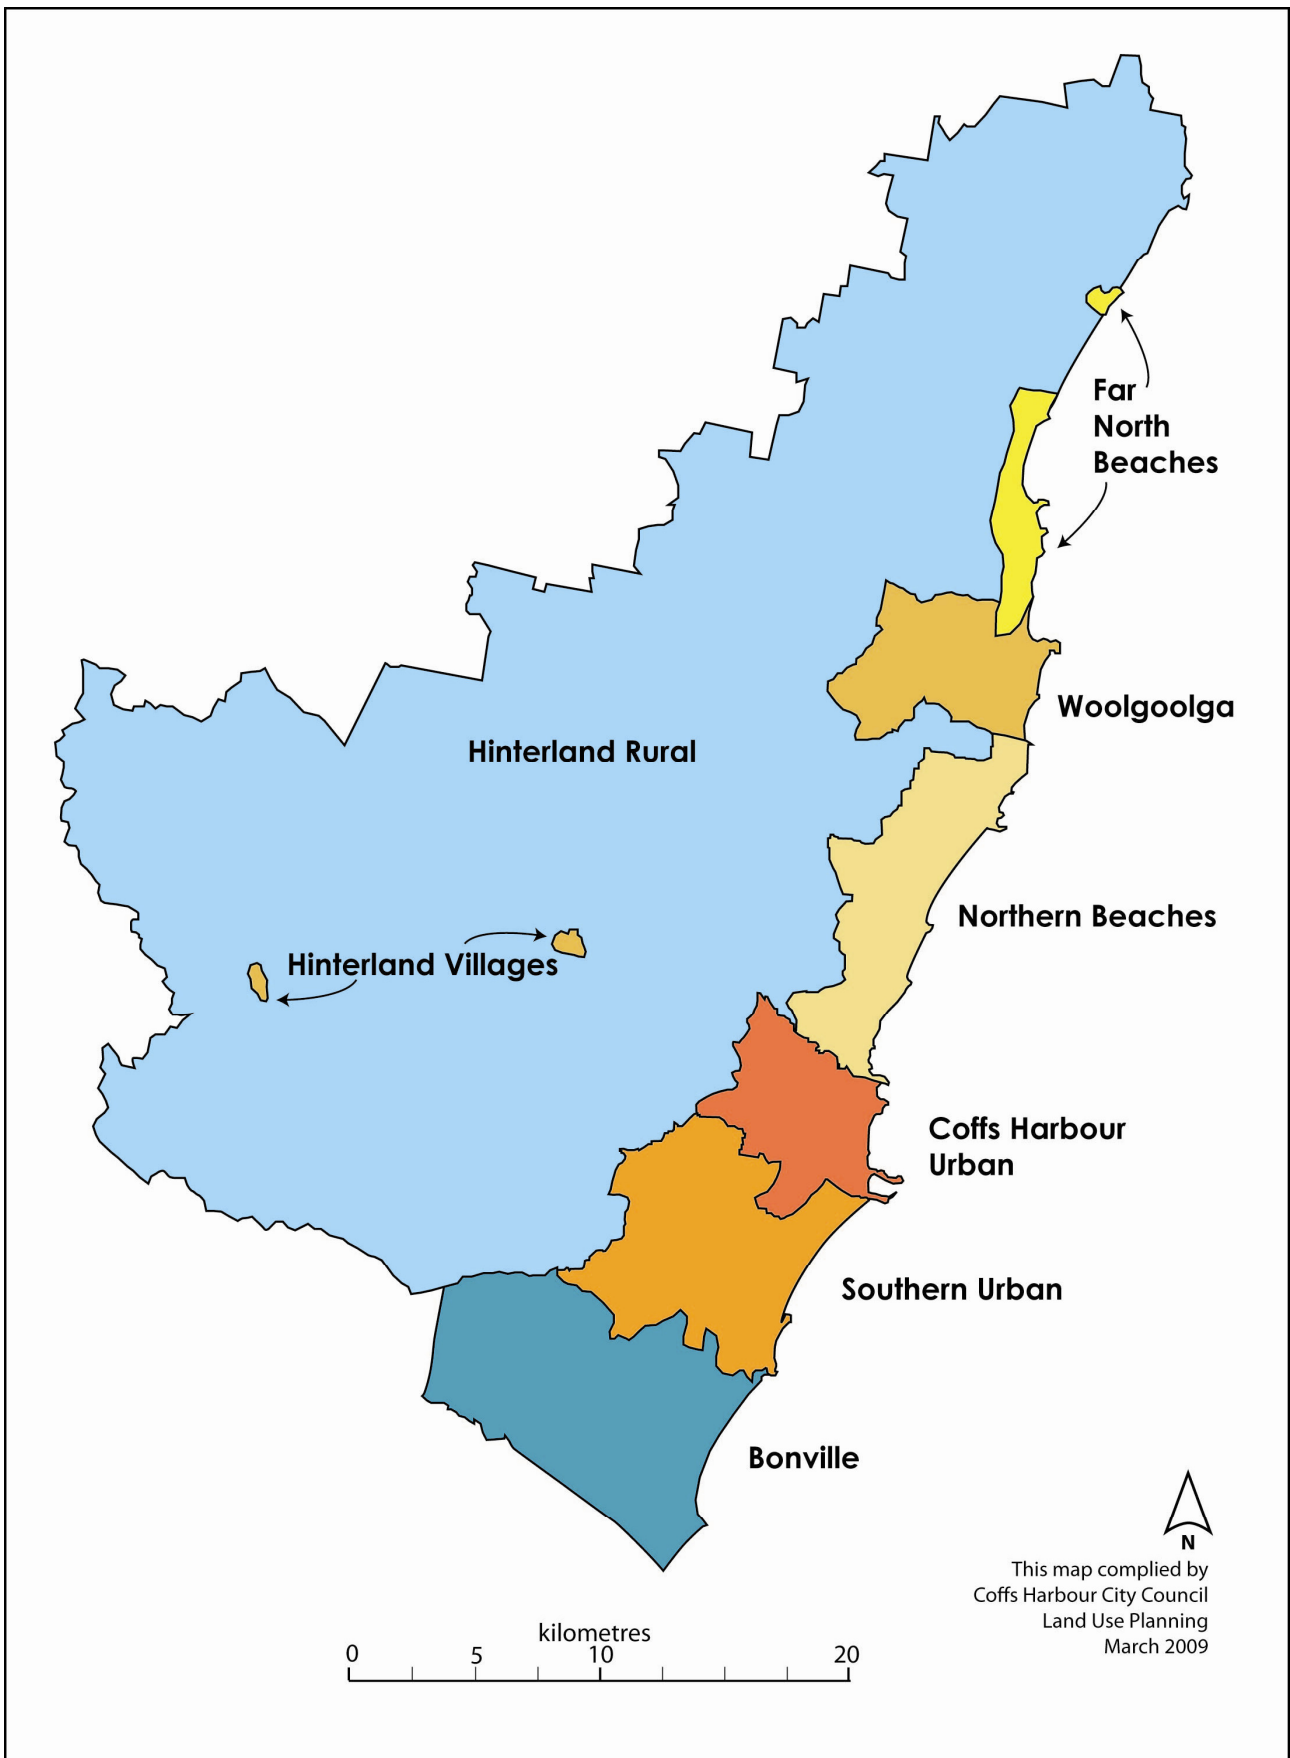 Far
North
Beaches
Woolgoolga
Hinterland Rural
Northern Beaches
Hinterland Villages
Coffs Harbour
Urban
Southern Urban
Bonville
N
This map complied by
Coffs Harbour City Council
Land Use Planning
March 2009
kilometres
0 5 10 20